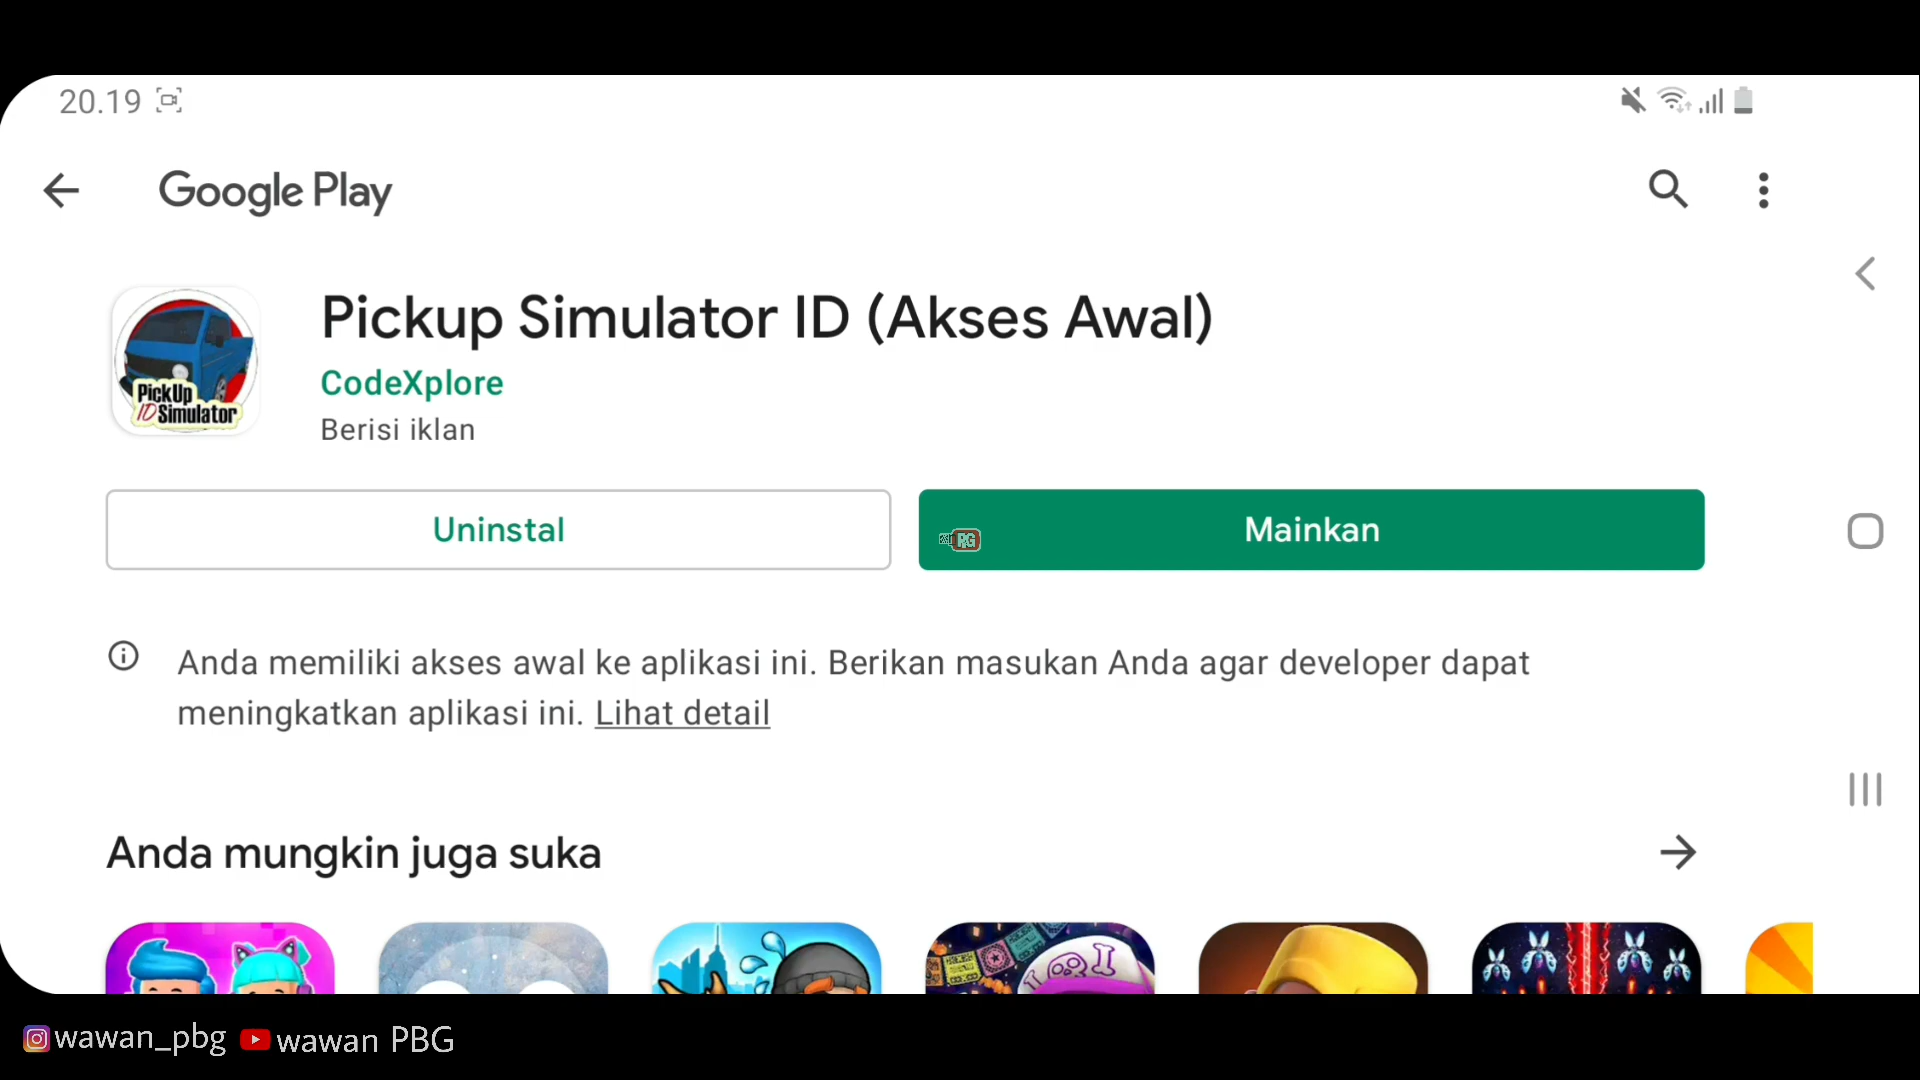 20.19
Google Play
Pickup Simulator ID (Akses Awal)
CodeXplore
Berisi iklan
PickUp
ID Simulator
Uninstal
RG
Mainkan
Anda memiliki akses awal ke aplikasi ini. Berikan masukan Anda agar developer dapat
meningkatkan aplikasi ini. Lihat detail
Anda mungkin juga suka
wawan_pbg wawan PBG